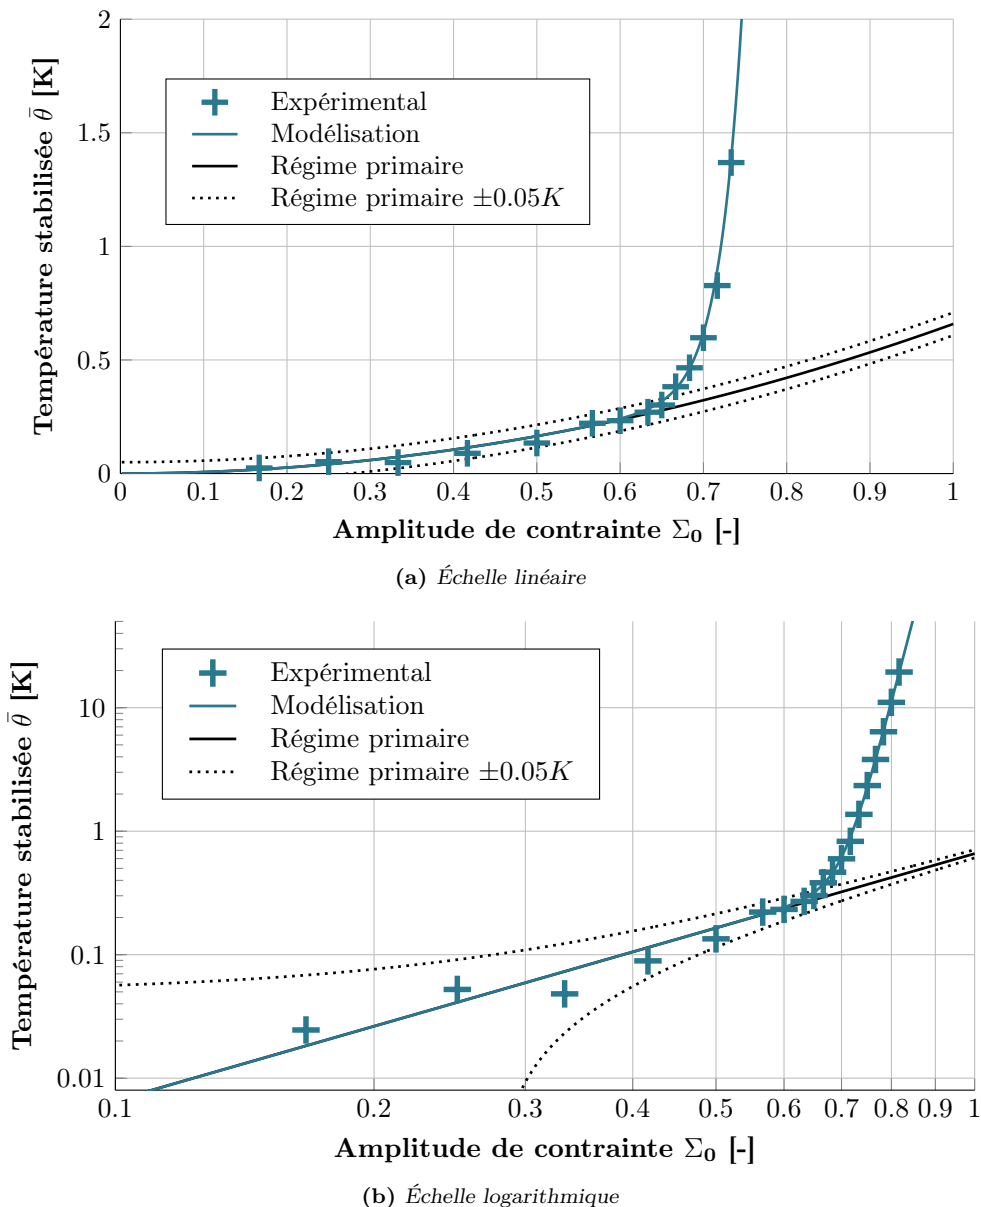 2
1.5
1
0.5
0
Température stabilisée θ̄ [K]
Expérimental
Modélisation
Régime primaire
Régime primaire ±0.05K
0 0.1 0.2 0.3 0.4 0.5 0.6 0.7 0.8 0.9 1
Amplitude de contrainte Σ₀ [-]
(a) Échelle linéaire
10
1
0.1
0.01
Température stabilisée θ̄ [K]
Expérimental
Modélisation
Régime primaire
Régime primaire ±0.05K
0.1 0.2 0.3 0.4 0.5 0.6 0.7 0.8 0.9 1
Amplitude de contrainte Σ₀ [-]
(b) Échelle logarithmique